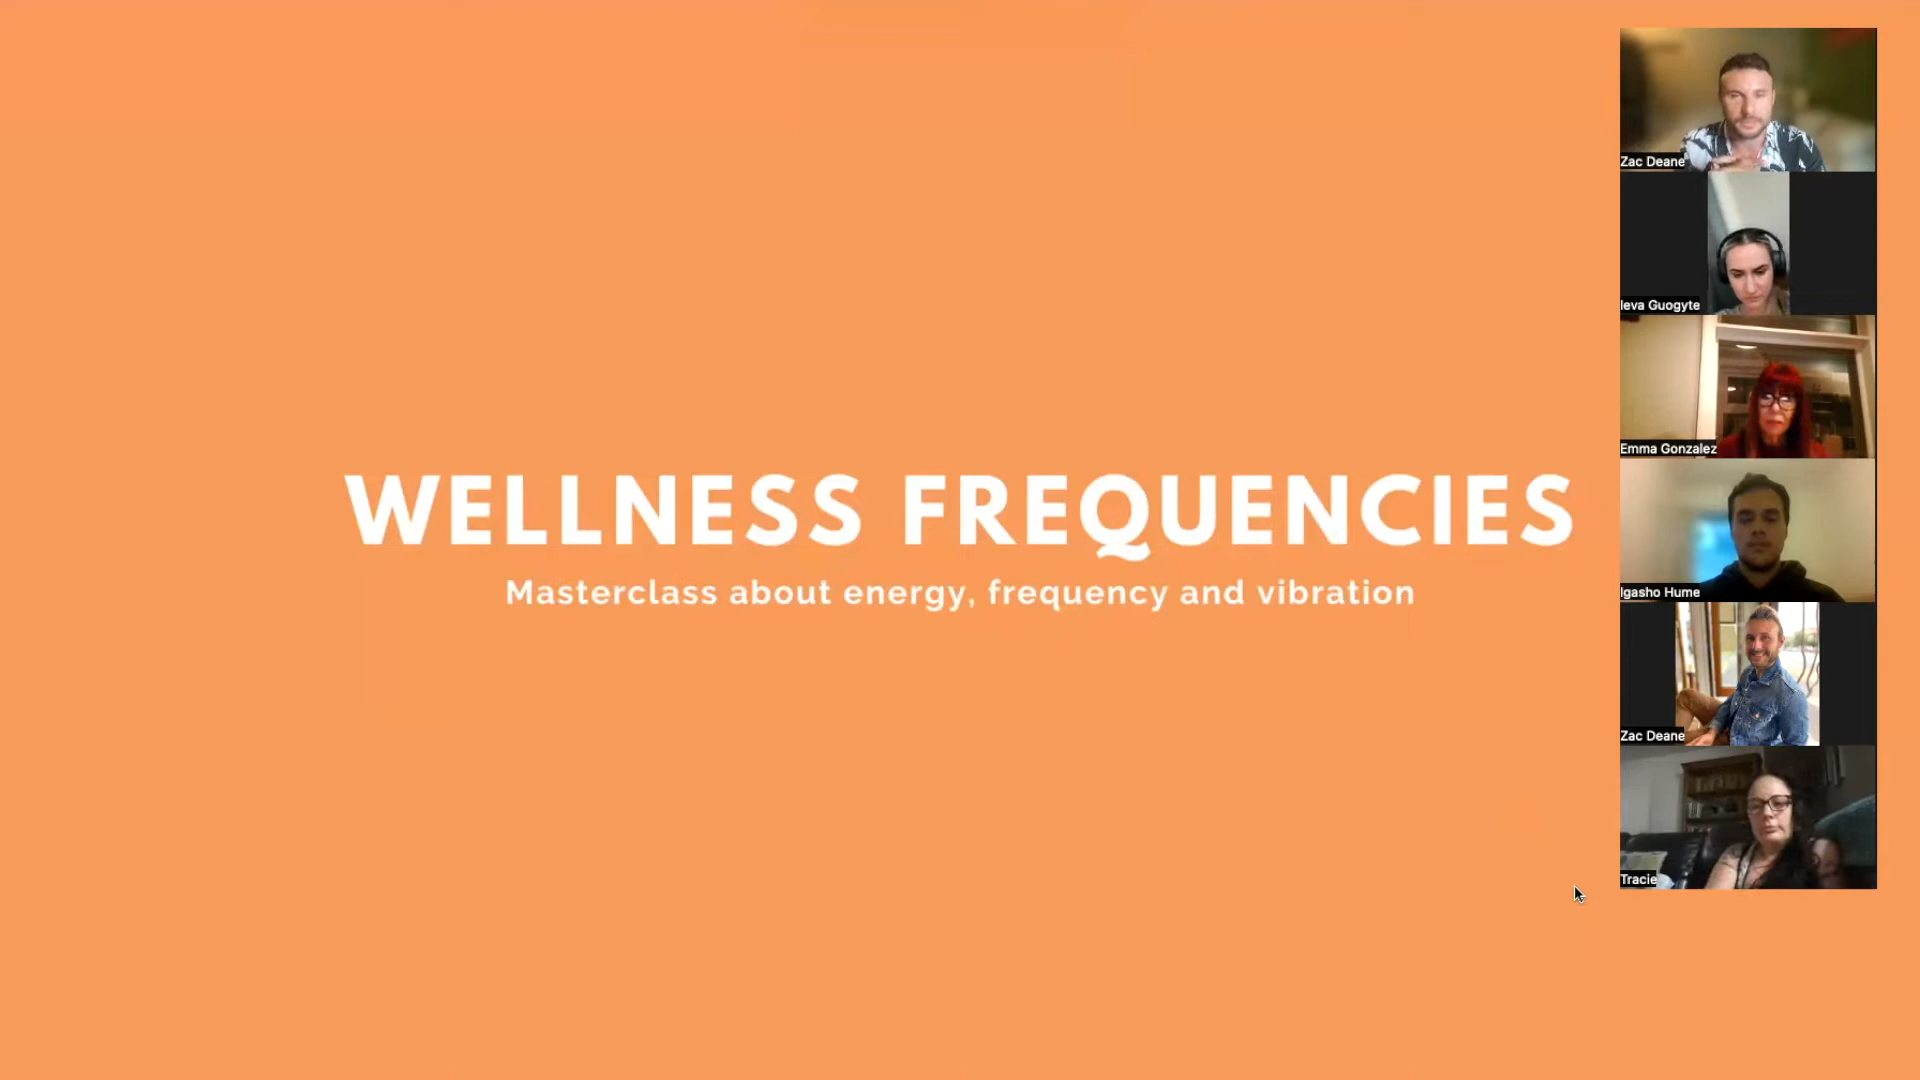 WELLNESS FREQUENCIES
Masterclass about energy, frequency and vibration
Zac Deane
Ieva Guogyte
Emma Gonzalez
Igasho Hume
Zac Deane
Tracie